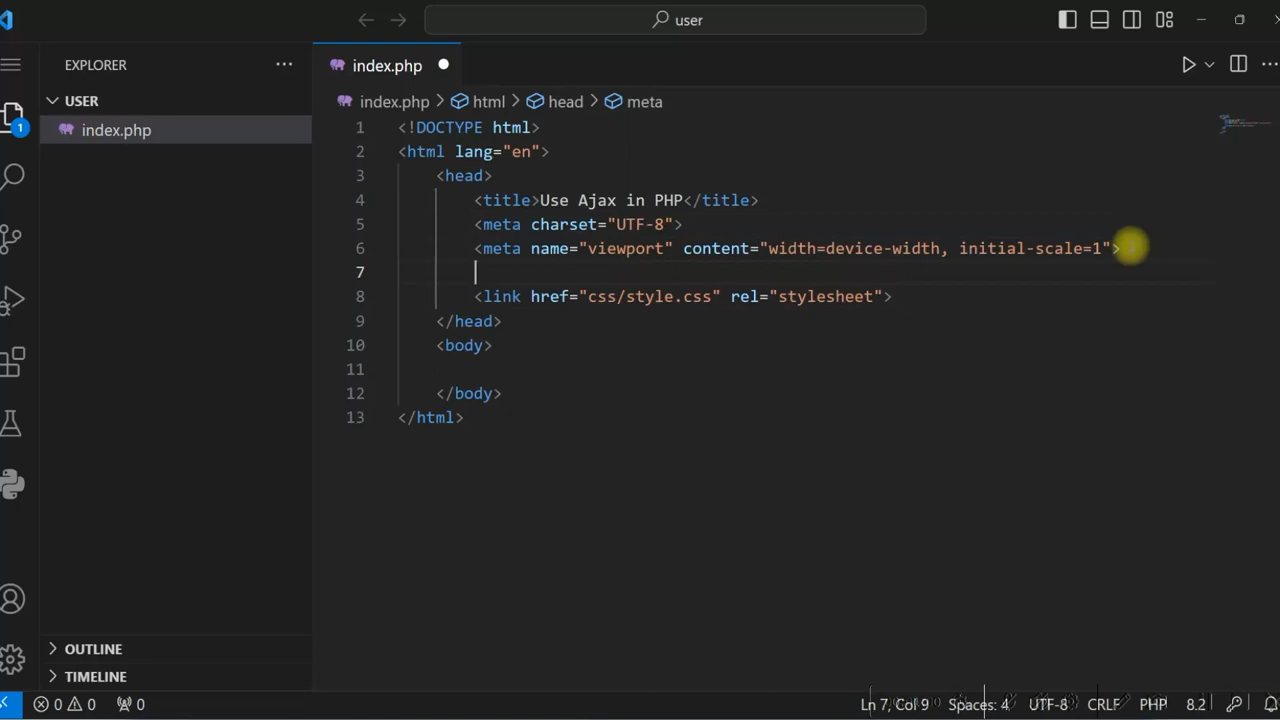 user
EXPLORER
index.php
index.php > html > head > meta
USER
index.php
1
1 <!DOCTYPE html>
2 <html lang="en">
3 <head>
4 <title>Use Ajax in PHP</title>
5 <meta charset="UTF-8">
6 <meta name="viewport" content="width=device-width, initial-scale=1">
7
8 <link href="css/style.css" rel="stylesheet">
9 </head>
10 <body>
11
12 </body>
13 </html>
OUTLINE
TIMELINE
0 0 0 Ln 7, Col 9 Spaces: 4 UTF-8 CRLF PHP 8.2